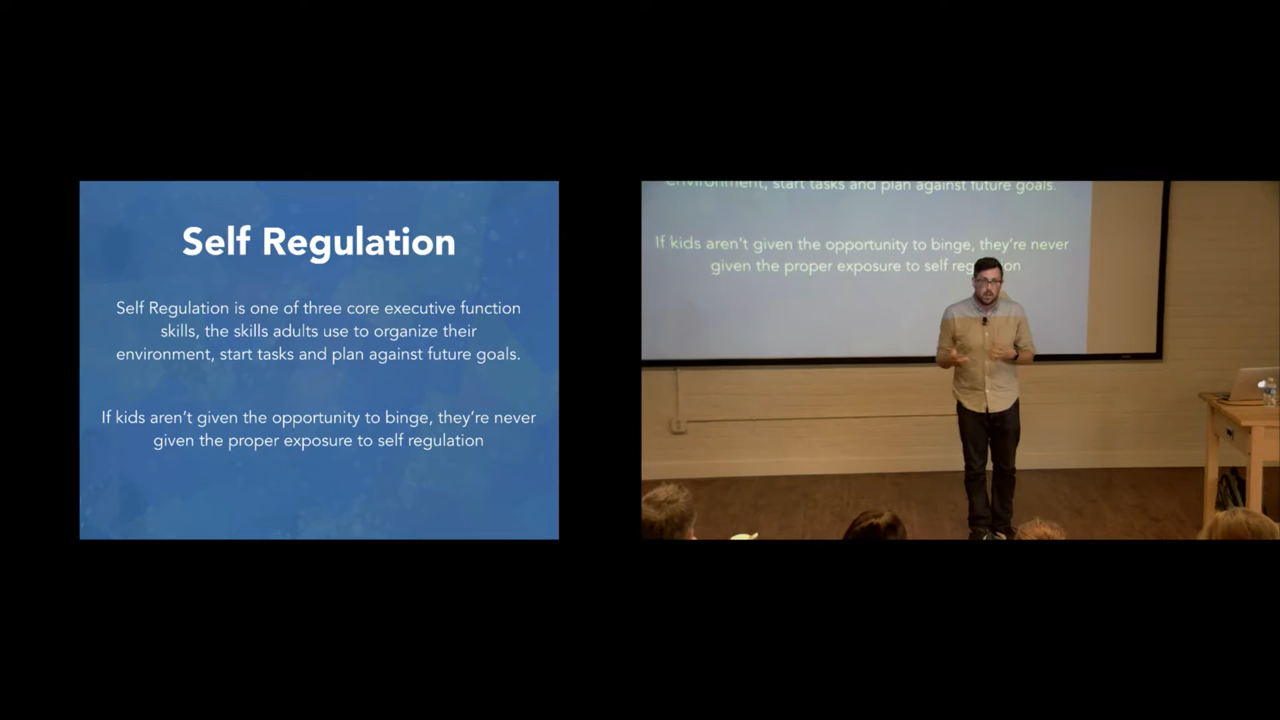 Self Regulation
Self Regulation is one of three core executive function
skills, the skills adults use to organize their
environment, start tasks and plan against future goals.
If kids aren't given the opportunity to binge, they're never
given the proper exposure to self regulation
environment, start tasks and plan against future goals.
If kids aren't given the opportunity to binge, they're never
given the proper exposure to self reg on